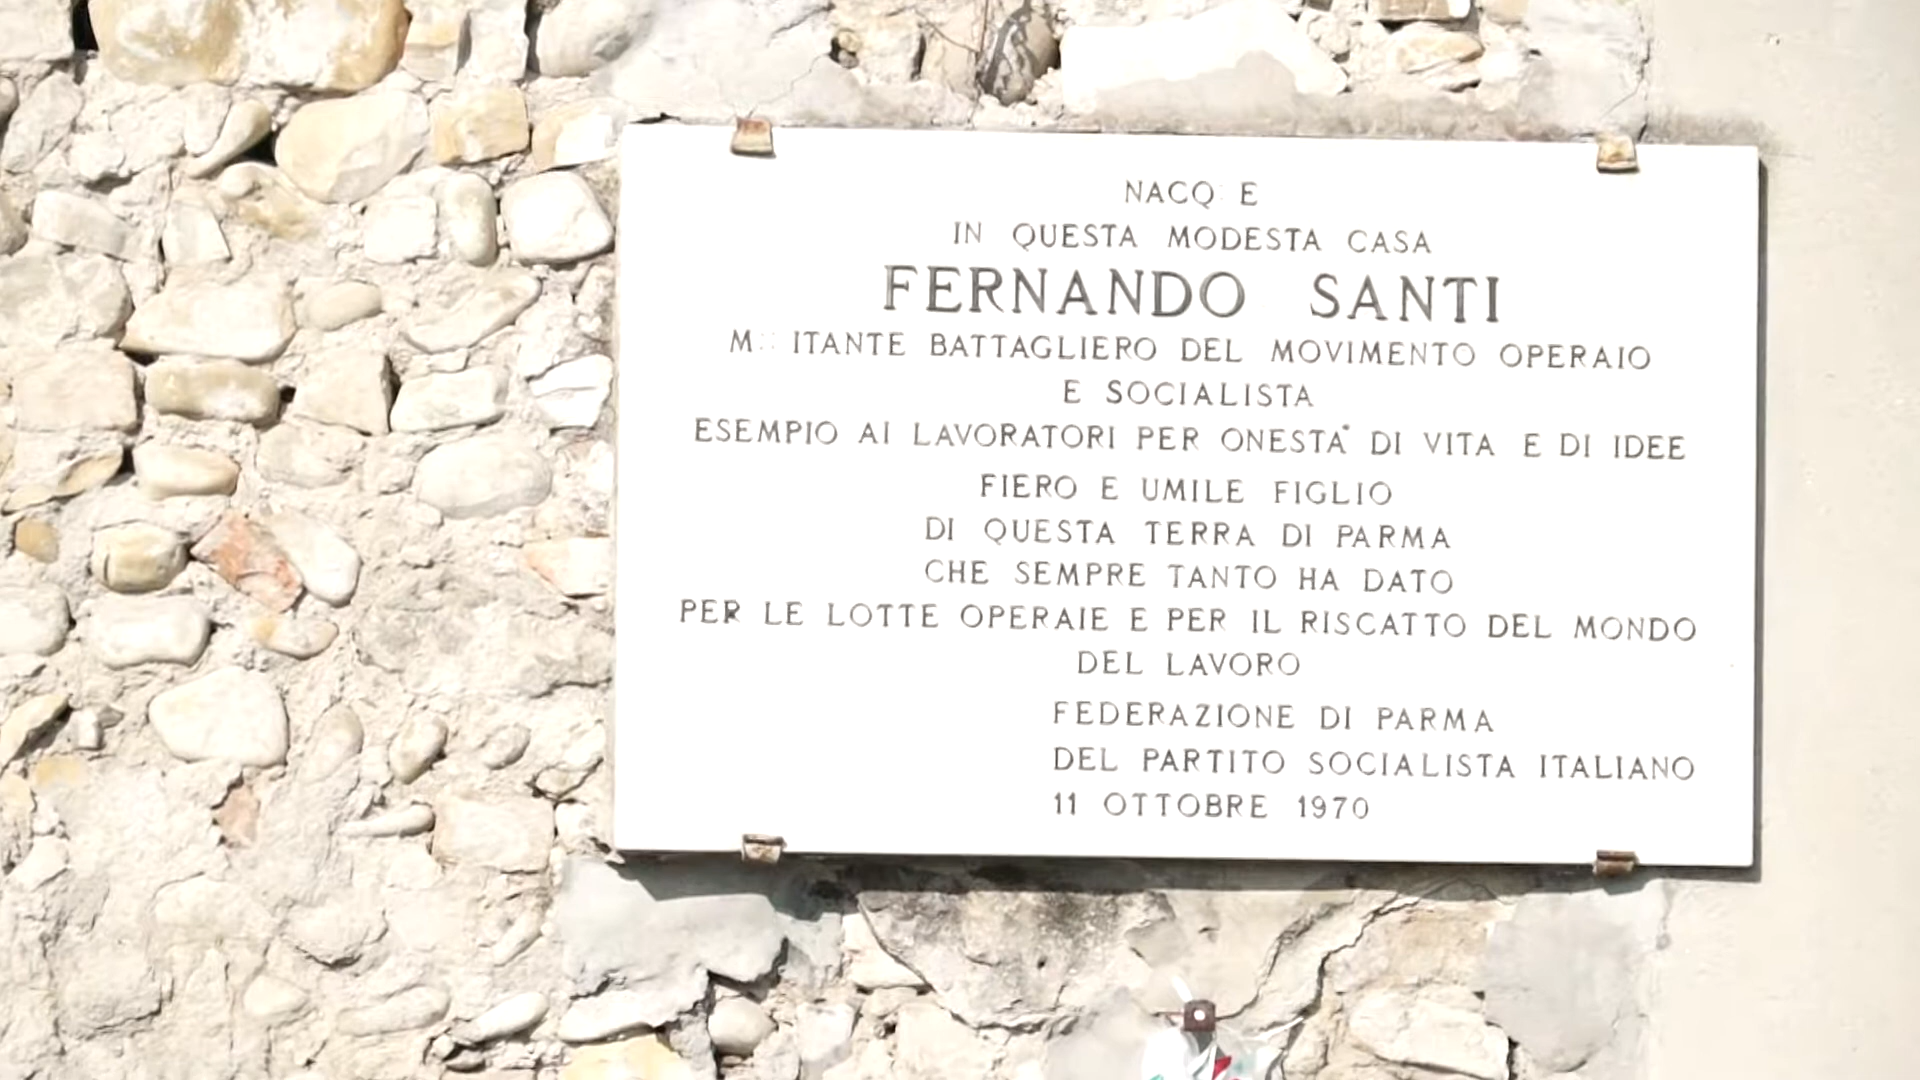 NACQ E
IN QUESTA MODESTA CASA
FERNANDO SANTI
M ITANTE BATTAGLIERO DEL MOVIMENTO OPERAIO
E SOCIALISTA
ESEMPIO AI LAVORATORI PER ONESTA' DI VITA E DI IDEE
FIERO E UMILE FIGLIO
DI QUESTA TERRA DI PARMA
CHE SEMPRE TANTO HA DATO
PER LE LOTTE OPERAIE E PER IL RISCATTO DEL MONDO
DEL LAVORO
FEDERAZIONE DI PARMA
DEL PARTITO SOCIALISTA ITALIANO
11 OTTOBRE 1970